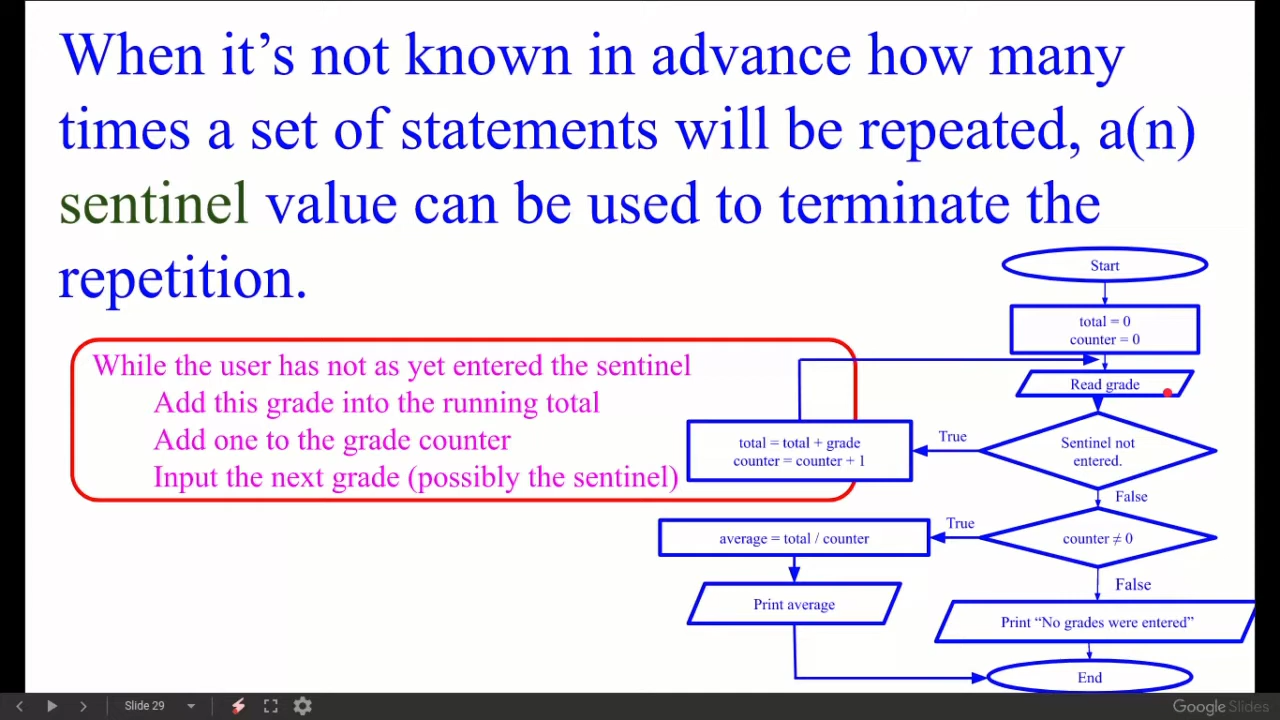 When it's not known in advance how many
times a set of statements will be repeated, a(n)
sentinel value can be used to terminate the
repetition.
While the user has not as yet entered the sentinel
Add this grade into the running total
Add one to the grade counter
Input the next grade (possibly the sentinel)
Start
total = 0
counter = 0
Read grade
Sentinel not
entered.
True
total = total + grade
counter = counter + 1
False
counter ≠ 0
True
average = total / counter
Print average
False
Print “No grades were entered”
End
Slide 29
Google Slides